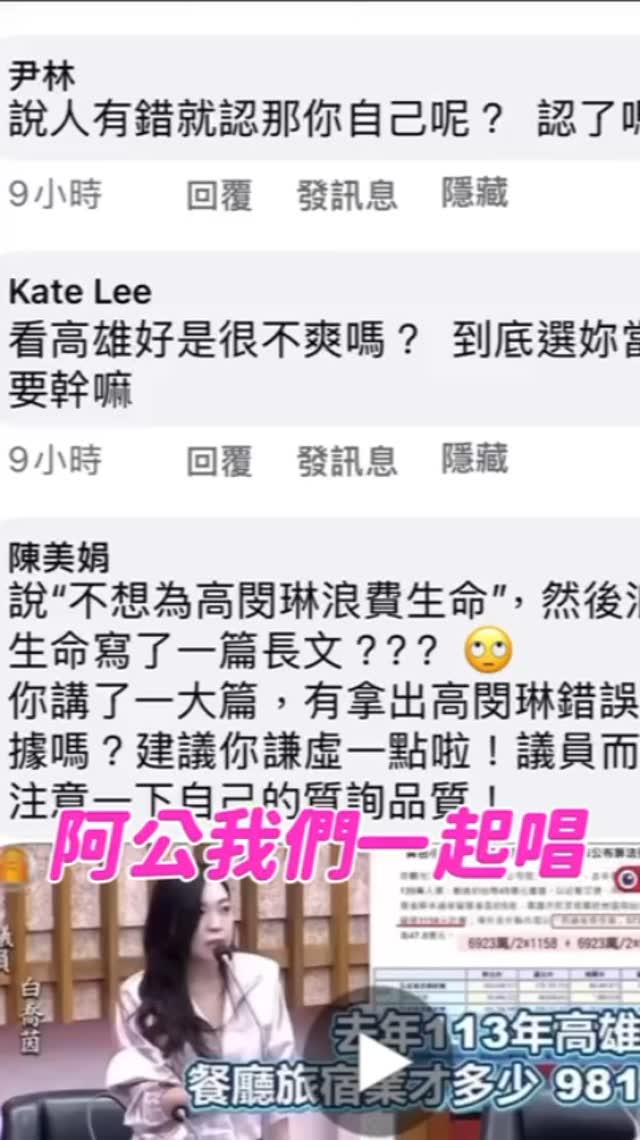 尹林
說人有錯就認那你自己呢？ 認了
9小時 回覆 發訊息 隱藏
Kate Lee
看高雄好是很不爽嗎？ 到底選妳當
要幹嘛
9小時 回覆 發訊息 隱藏
陳美娟
說“不想為高閔琳浪費生命”，然後
生命寫了一篇長文？？？ 🙄
你講了一大篇，有拿出高閔琳錯誤
據嗎？建議你謙虛一點啦！議員而
注意一下自己的質詢品質！
阿公我們一起唱
議員 白喬茵
6923萬/2*1158 + 6923萬/2*
去年113年高雄
餐廳旅宿業才多少 981